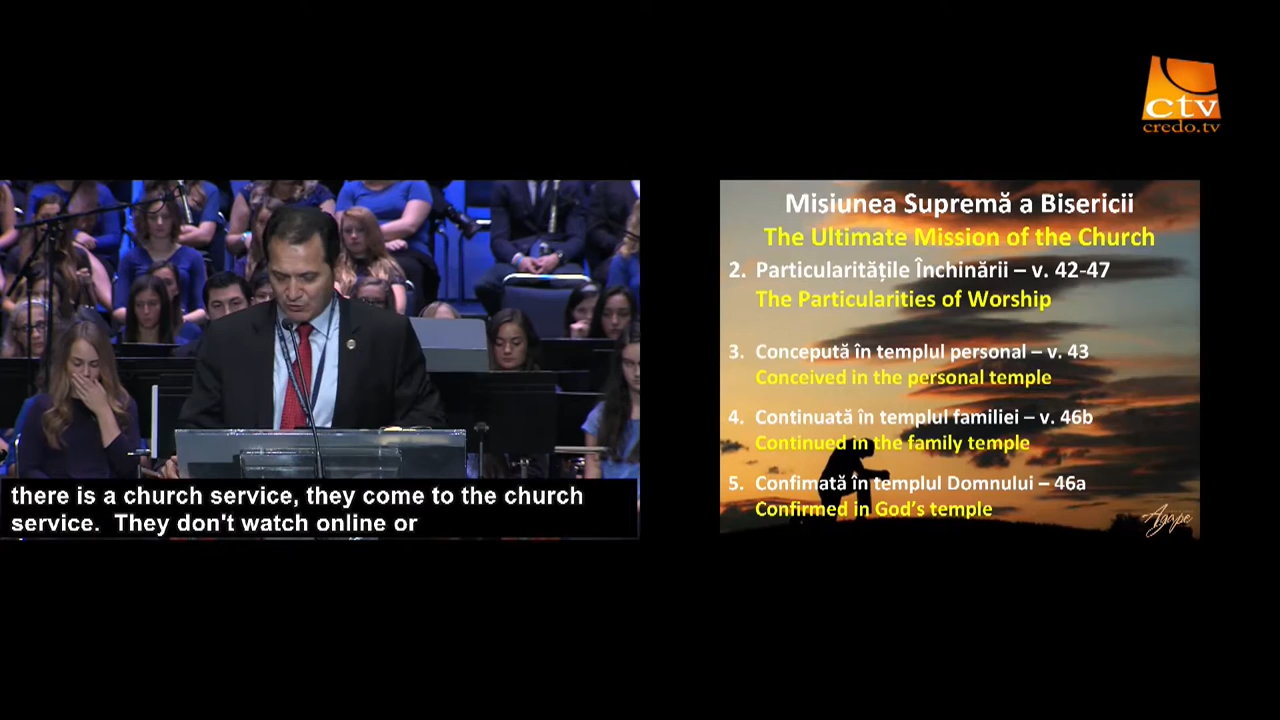 ctv
credo.tv
Misiunea Supremă a Bisericii
The Ultimate Mission of the Church
2. Particularitățile Închinării – v. 42-47
The Particularities of Worship
3. Concepută în templul personal – v. 43
Conceived in the personal temple
4. Continuată în templul familiei – v. 46b
Continued in the family temple
5. Confimată în templul Domnului – 46a
Confirmed in God's temple
Agape
there is a church service, they come to the church
service. They don't watch online or